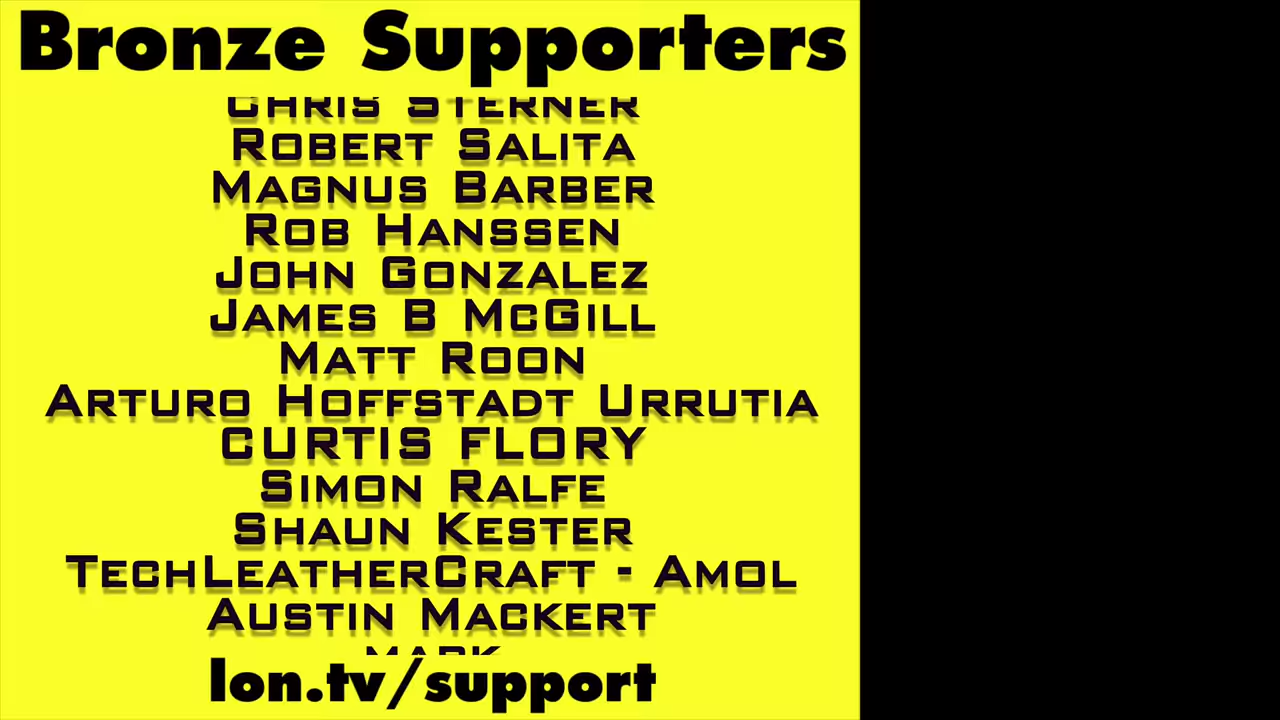 Bronze Supporters
Chris Sterner
Robert Salita
Magnus Barber
Rob Hanssen
John Gonzalez
James B McGill
Matt Roon
Arturo Hoffstadt Urrutia
CURTIS FLORY
Simon Ralfe
Shaun Kester
TechLeatherCraft - Amol
Austin Mackert
lon.tv/support